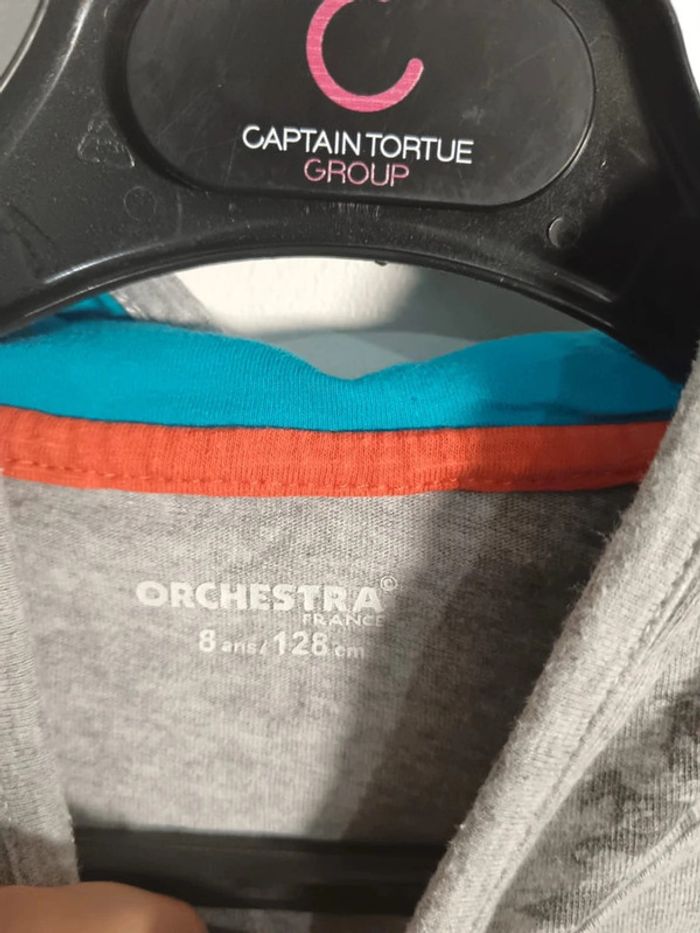 CAPTAIN TORTUE
GROUP
ORCHESTRA©
FRANCE
8 ans / 128 cm